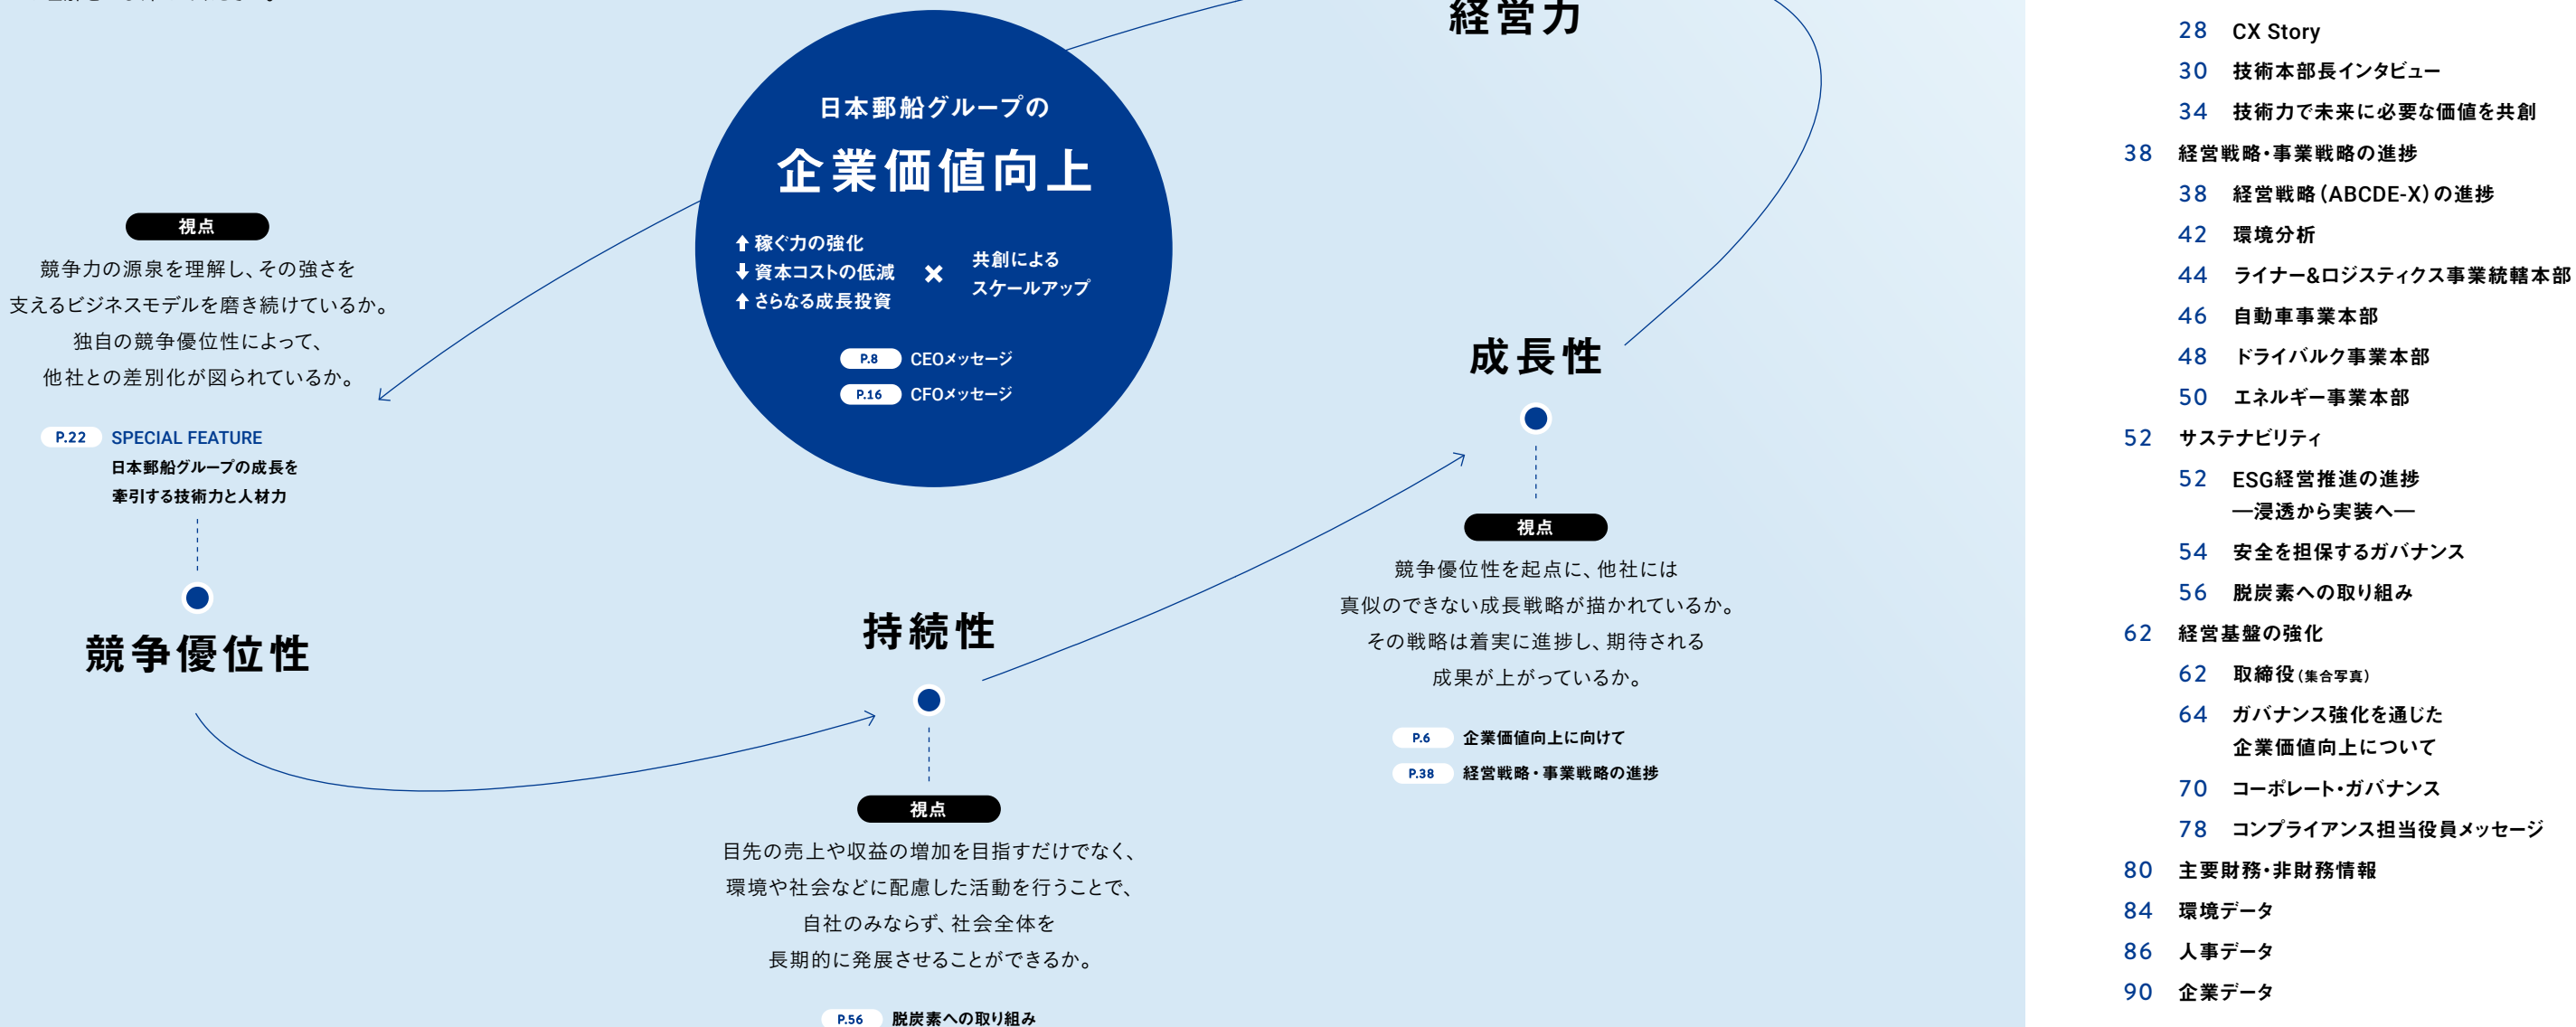 経営力
日本郵船グループの
企業価値向上
稼ぐ力の強化
資本コストの低減
さらなる成長投資
×
共創による
スケールアップ
P.8 CEOメッセージ
P.16 CFOメッセージ
視点
競争力の源泉を理解し、その強さを
支えるビジネスモデルを磨き続けているか。
独自の競争優位性によって、
他社との差別化が図られているか。
P.22 SPECIAL FEATURE
日本郵船グループの成長を
牽引する技術力と人材力
競争優位性
持続性
視点
目先の売上や収益の増加を目指すだけでなく、
環境や社会などに配慮した活動を行うことで、
自社のみならず、社会全体を
長期的に発展させることができるか。
P.56 脱炭素への取り組み
成長性
視点
競争優位性を起点に、他社には
真似のできない成長戦略が描かれているか。
その戦略は着実に進捗し、期待される
成果が上がっているか。
P.6 企業価値向上に向けて
P.38 経営戦略・事業戦略の進捗
28 CX Story
30 技術本部長インタビュー
34 技術力で未来に必要な価値を共創
38 経営戦略・事業戦略の進捗
38 経営戦略（ABCDE-X）の進捗
42 環境分析
44 ライナー&ロジスティクス事業統轄本部
46 自動車事業本部
48 ドライバルク事業本部
50 エネルギー事業本部
52 サステナビリティ
52 ESG経営推進の進捗
―浸透から実装へ―
54 安全を担保するガバナンス
56 脱炭素への取り組み
62 経営基盤の強化
62 取締役（集合写真）
64 ガバナンス強化を通じた
企業価値向上について
70 コーポレート・ガバナンス
78 コンプライアンス担当役員メッセージ
80 主要財務・非財務情報
84 環境データ
86 人事データ
90 企業データ